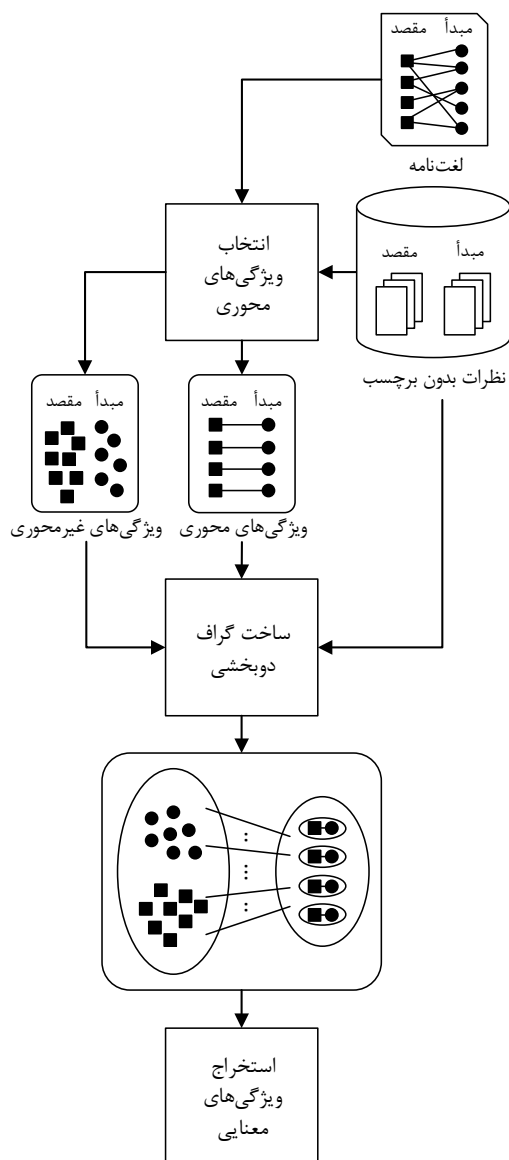 مبدأ مقصد
لغت‌نامه
انتخاب
ویژگی‌های
محوری
مبدأ مقصد
نظرات بدون برچسب
مبدأ مقصد
ویژگی‌های محوری
مبدأ مقصد
ویژگی‌های غیرمحوری
ساخت گراف
دوبخشی
استخراج
ویژگی‌های
معنایی